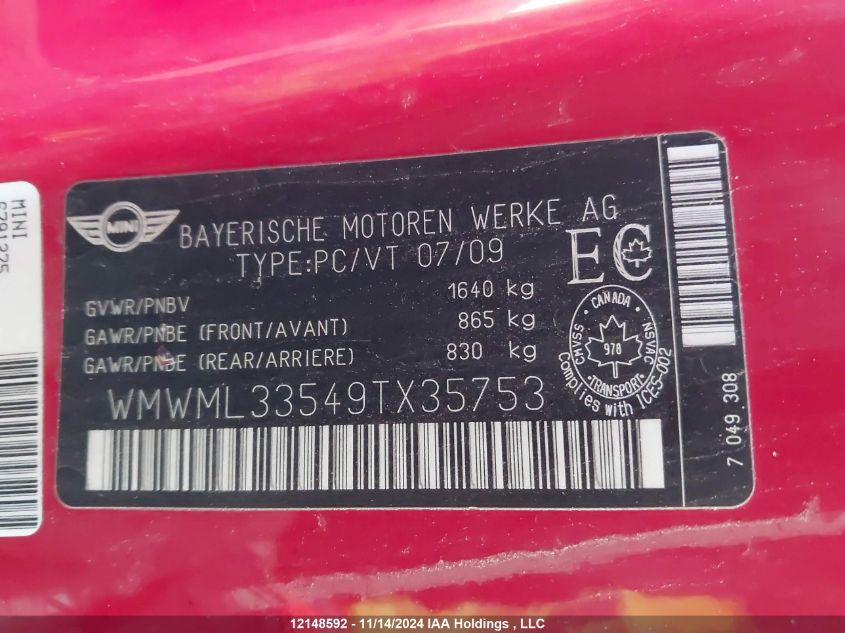 MINI
6791225
MINI
BAYERISCHE MOTOREN WERKE AG
TYPE:PC/VT 07/09
GVWR/PNBV 1640 kg
GAWR/PNBE (FRONT/AVANT) 865 kg
GAWR/PNBE (REAR/ARRIERE) 830 kg
WMWML33549TX35753
EC
CANADA
CMVSS
NSVAC
978
TRANSPORT
Complies with ICES-002
7 049 308
12148592 - 11/14/2024 IAA Holdings , LLC